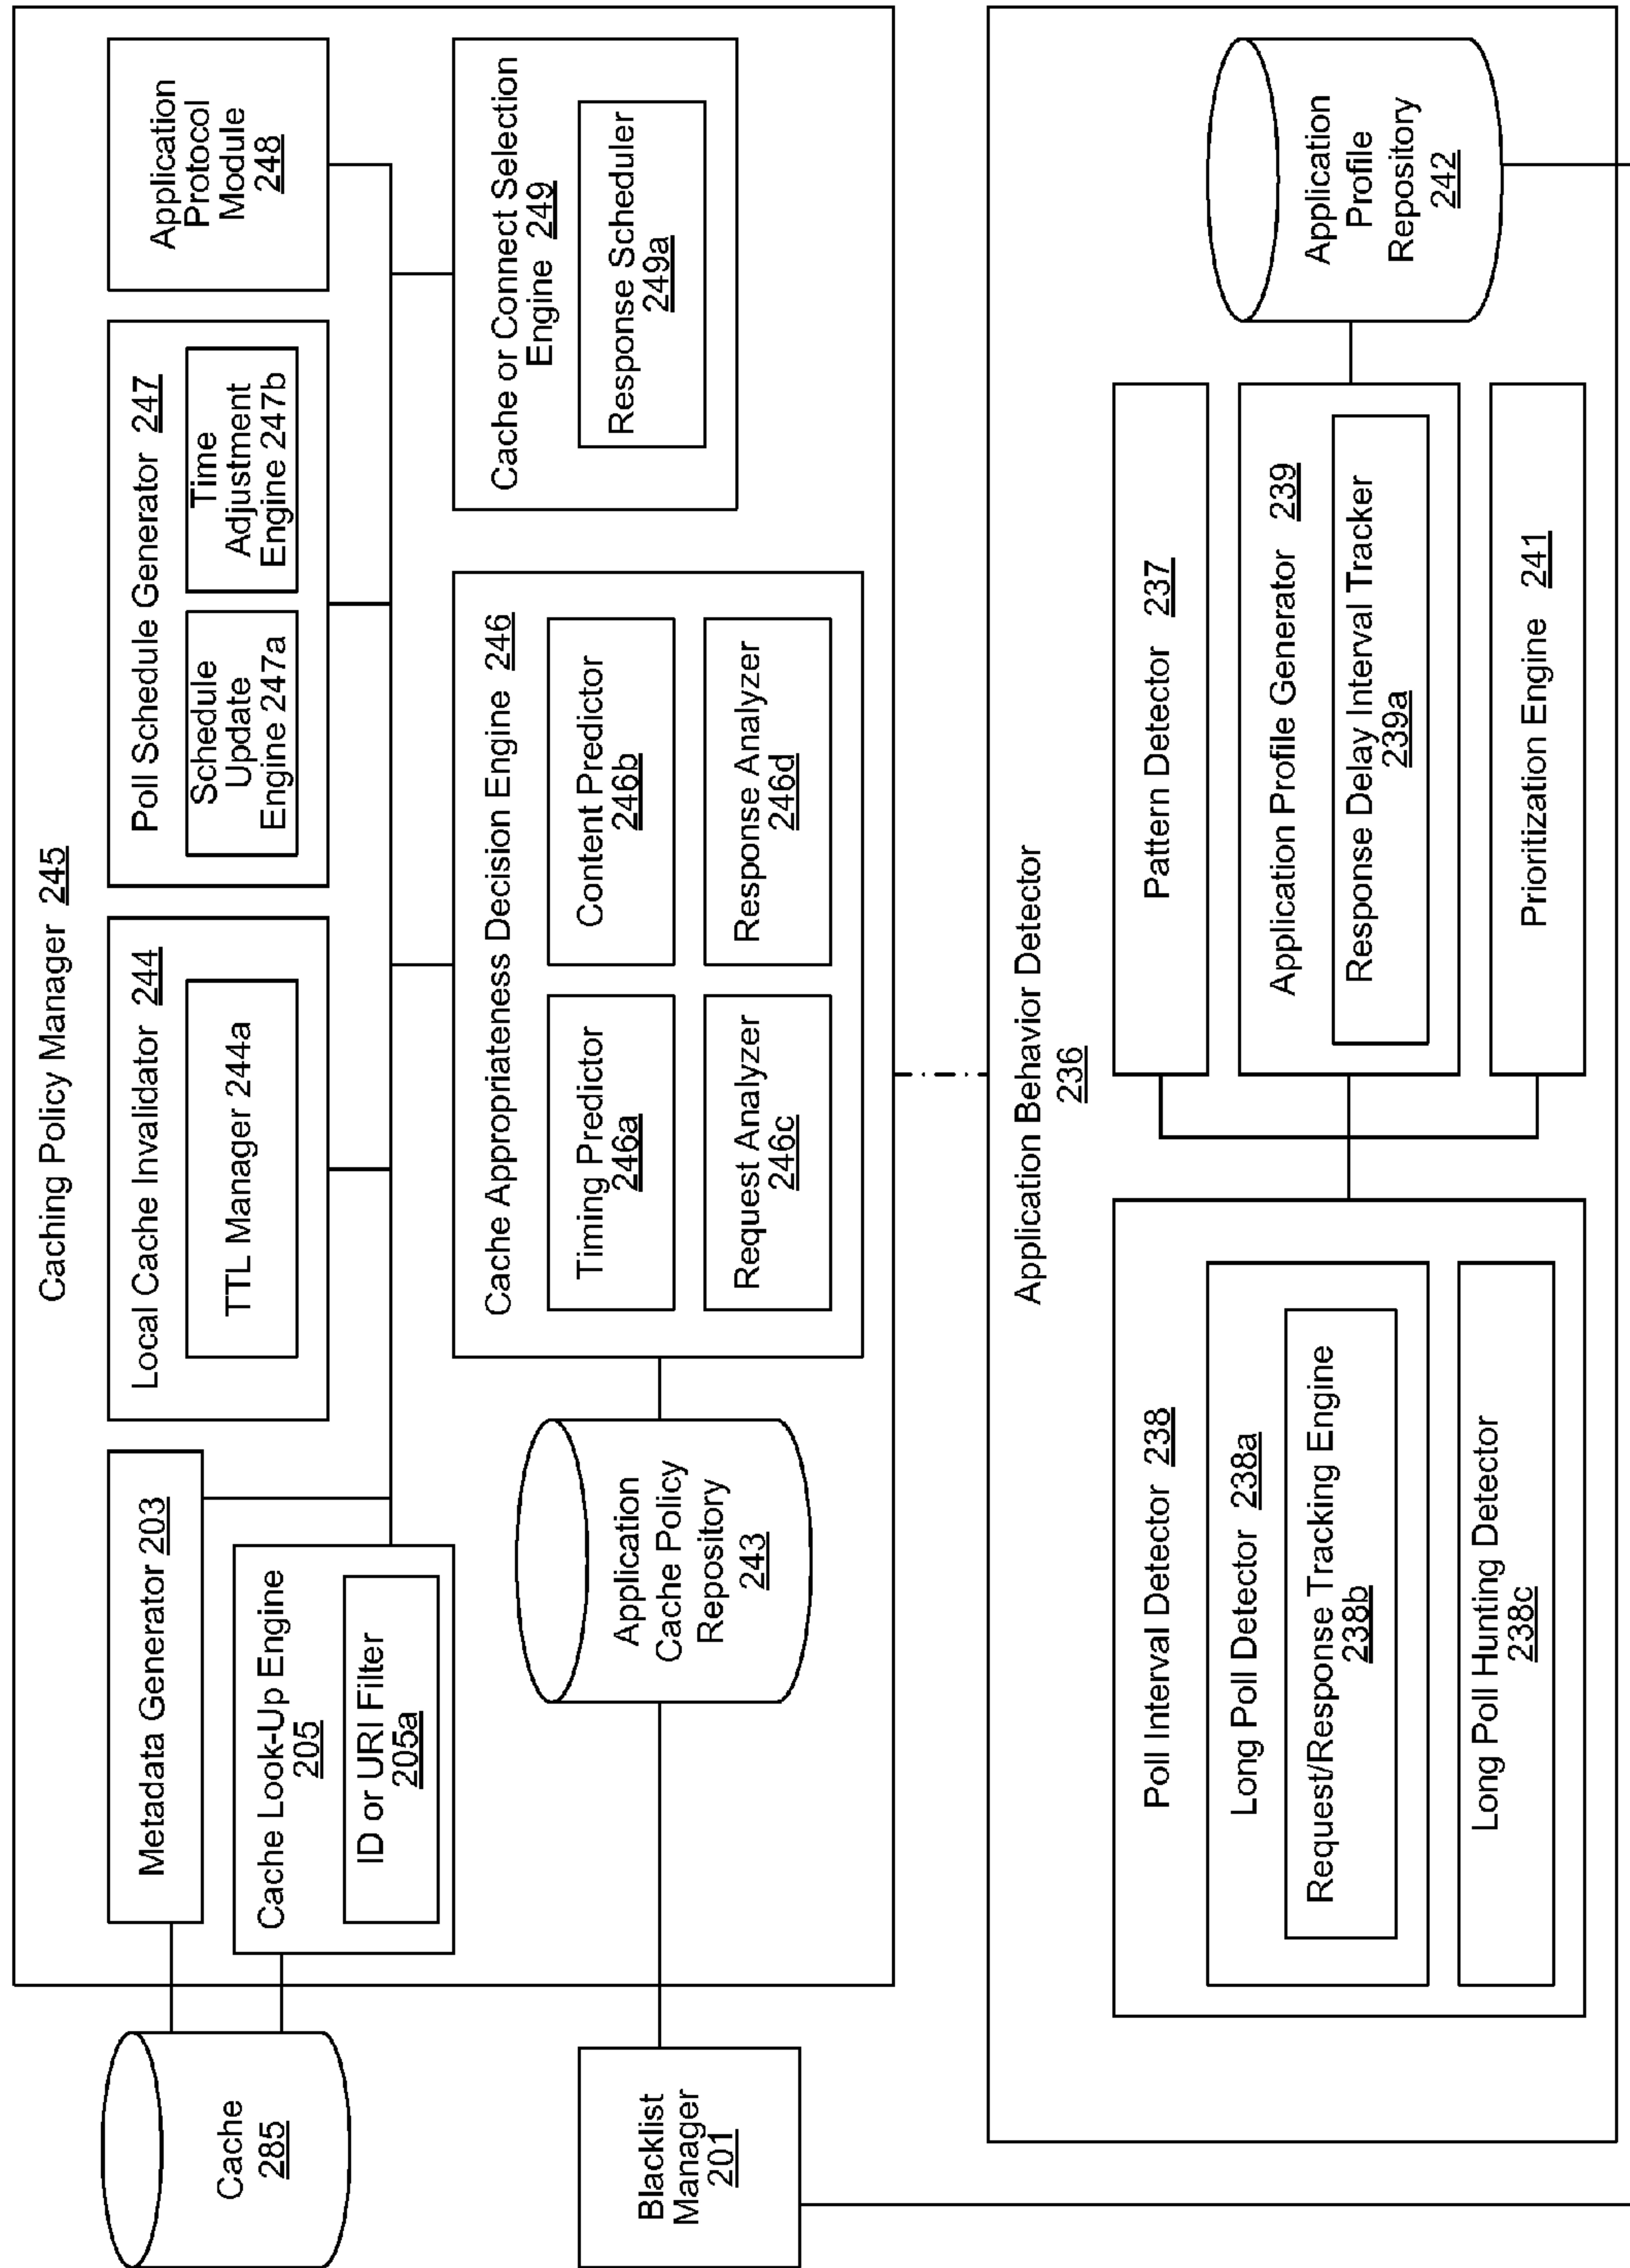 Caching Policy Manager 245
Cache
285
Metadata Generator 203
Cache Look-Up Engine
205
ID or URI Filter
205a
Local Cache Invalidator 244
TTL Manager 244a
Poll Schedule Generator 247
Schedule
Update
Engine 247a
Time
Adjustment
Engine 247b
Application
Protocol
Module
248
Blacklist
Manager
201
Application
Cache Policy
Repository
243
Cache Appropriateness Decision Engine 246
Timing Predictor
246a
Content Predictor
246b
Request Analyzer
246c
Response Analyzer
246d
Cache or Connect Selection
Engine 249
Response Scheduler
249a
Application Behavior Detector
236
Poll Interval Detector 238
Long Poll Detector 238a
Request/Response Tracking Engine
238b
Long Poll Hunting Detector
238c
Pattern Detector 237
Application Profile Generator 239
Response Delay Interval Tracker
239a
Prioritization Engine 241
Application
Profile
Repository
242